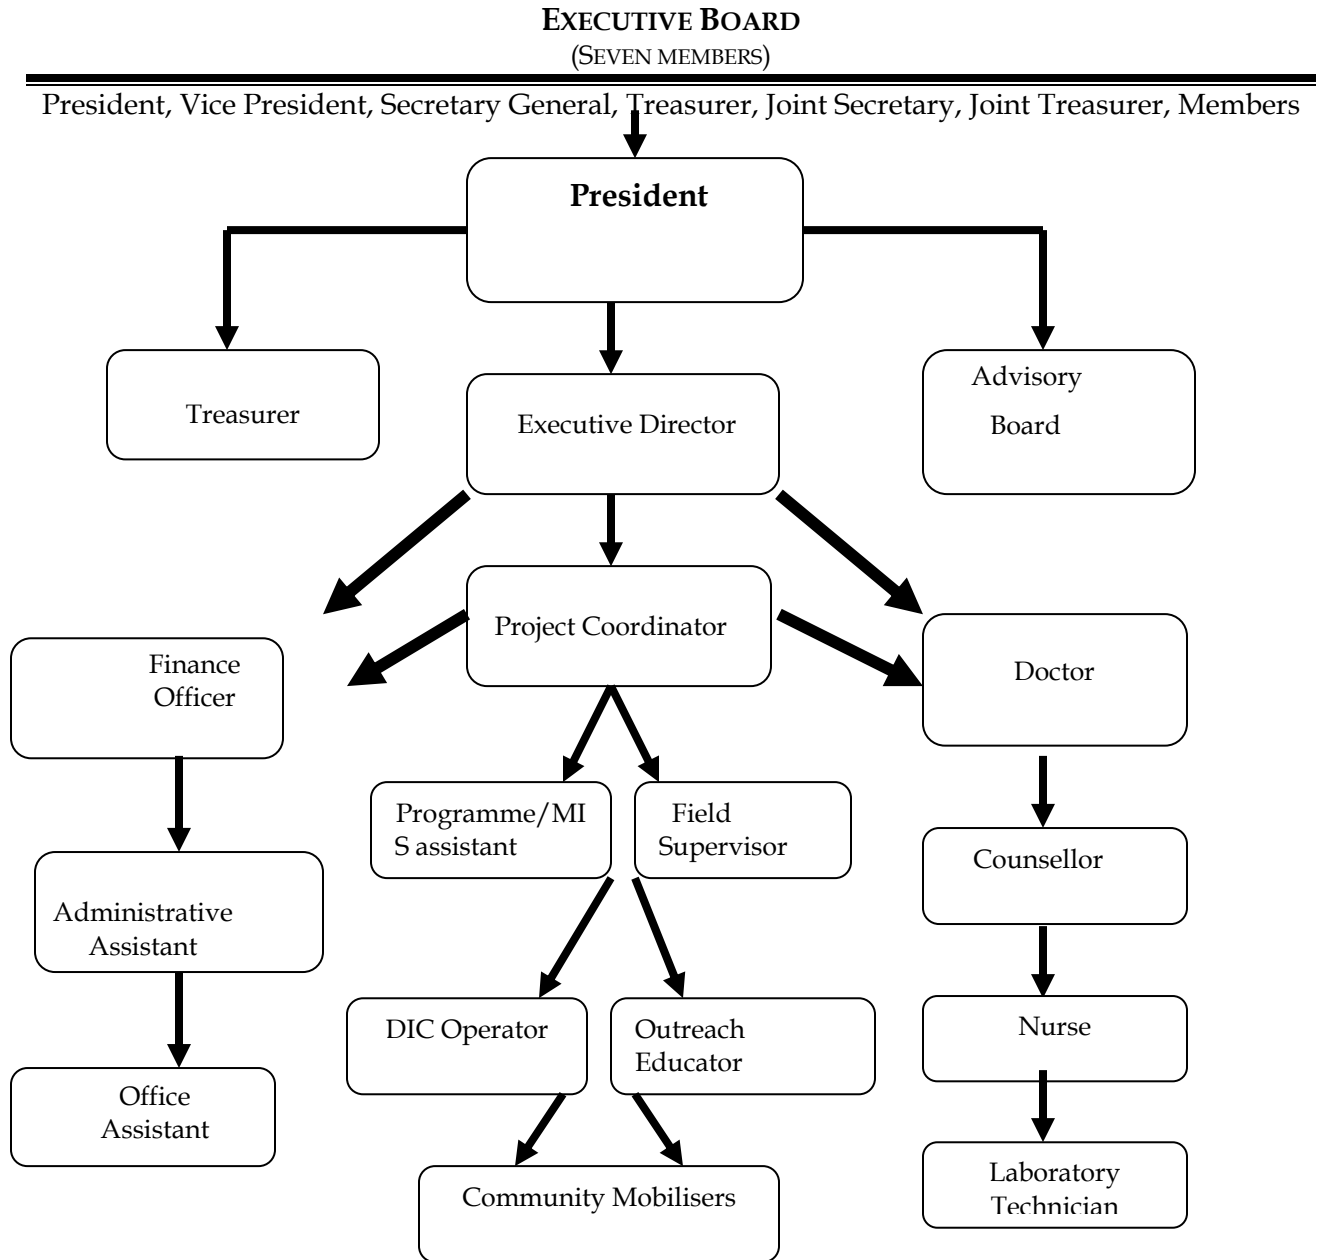 EXECUTIVE BOARD
(SEVEN MEMBERS)
President, Vice President, Secretary General, Treasurer, Joint Secretary, Joint Treasurer, Members
President
Treasurer
Executive Director
Advisory
Board
Finance
Officer
Project Coordinator
Doctor
Programme/MI
S assistant
Field
Supervisor
Counsellor
Administrative
Assistant
DIC Operator
Outreach
Educator
Nurse
Office
Assistant
Community Mobilisers
Laboratory
Technician